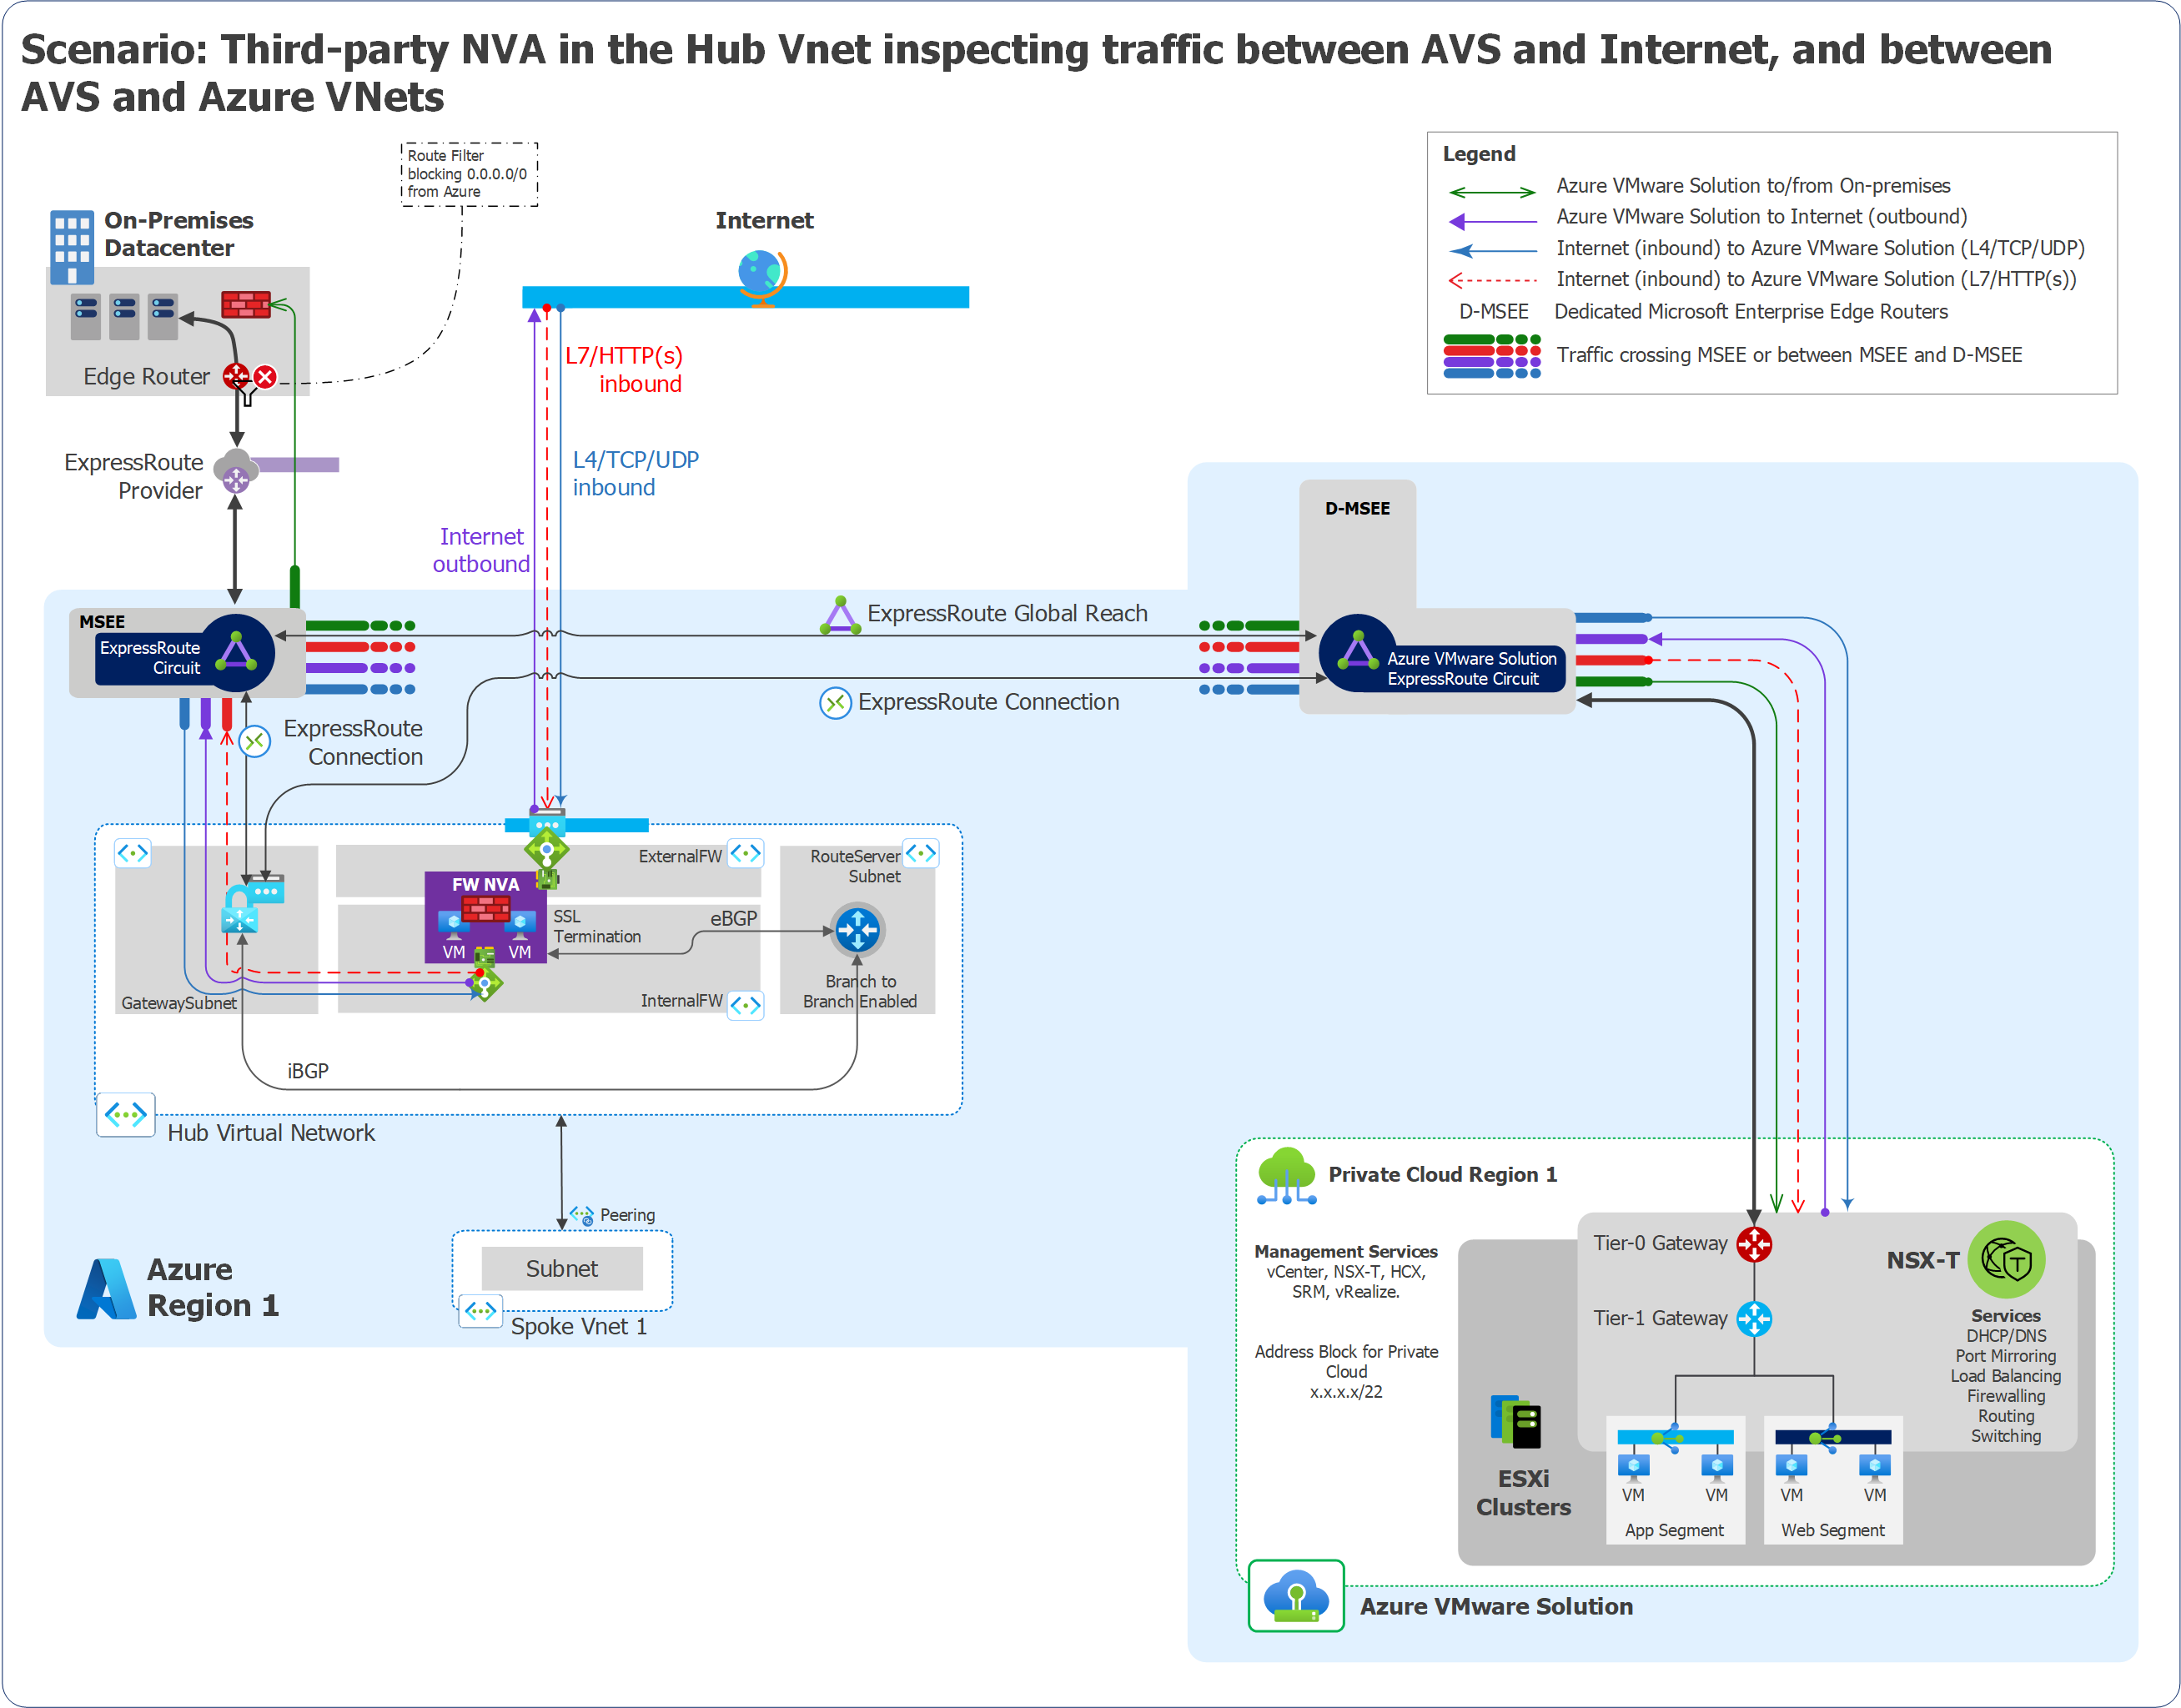 Scenario: Third-party NVA in the Hub Vnet inspecting traffic between AVS and Internet, and between
AVS and Azure VNets
Route Filter
blocking 0.0.0.0/0
from Azure
Legend
Azure VMware Solution to/from On-premises
Azure VMware Solution to Internet (outbound)
Internet (inbound) to Azure VMware Solution (L4/TCP/UDP)
Internet (inbound) to Azure VMware Solution (L7/HTTP(s))
D-MSEE Dedicated Microsoft Enterprise Edge Routers
Traffic crossing MSEE or between MSEE and D-MSEE
On-Premises
Datacenter
Internet
Edge Router
L7/HTTP(s)
inbound
ExpressRoute
Provider
L4/TCP/UDP
inbound
Internet
outbound
D-MSEE
MSEE
ExpressRoute
Circuit
ExpressRoute Global Reach
Azure VMware Solution
ExpressRoute Circuit
ExpressRoute Connection
ExpressRoute
Connection
ExternalFW
RouteServer
Subnet
FW NVA
VM
VM
SSL
Termination
eBGP
Branch to
Branch Enabled
GatewaySubnet
InternalFW
iBGP
Hub Virtual Network
Peering
Subnet
Spoke Vnet 1
Azure
Region 1
Private Cloud Region 1
Management Services
vCenter, NSX-T, HCX,
SRM, vRealize.
Address Block for Private
Cloud
x.x.x.x/22
Tier-0 Gateway
NSX-T
T
Tier-1 Gateway
Services
DHCP/DNS
Port Mirroring
Load Balancing
Firewalling
Routing
Switching
ESXi
Clusters
VM
VM
App Segment
VM
VM
Web Segment
Azure VMware Solution